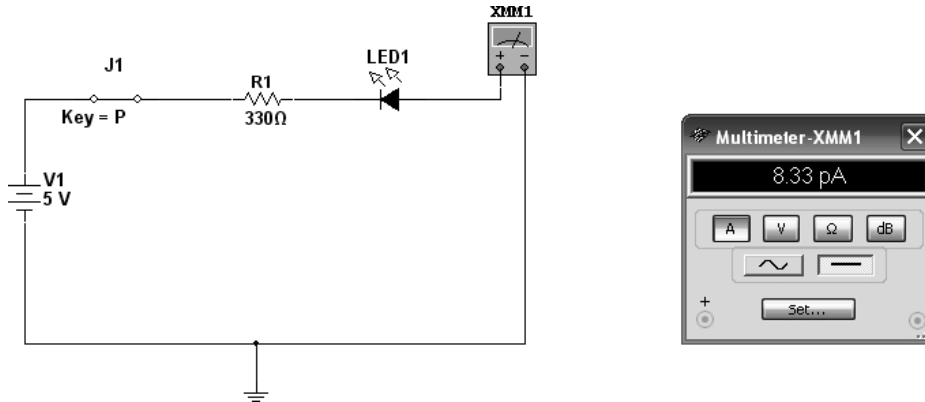 XMM1
+ −
LED1
J1
R1
Key = P
330Ω
V1
5 V
Multimeter-XMM1
8.33 pA
A V Ω dB
+
Set...